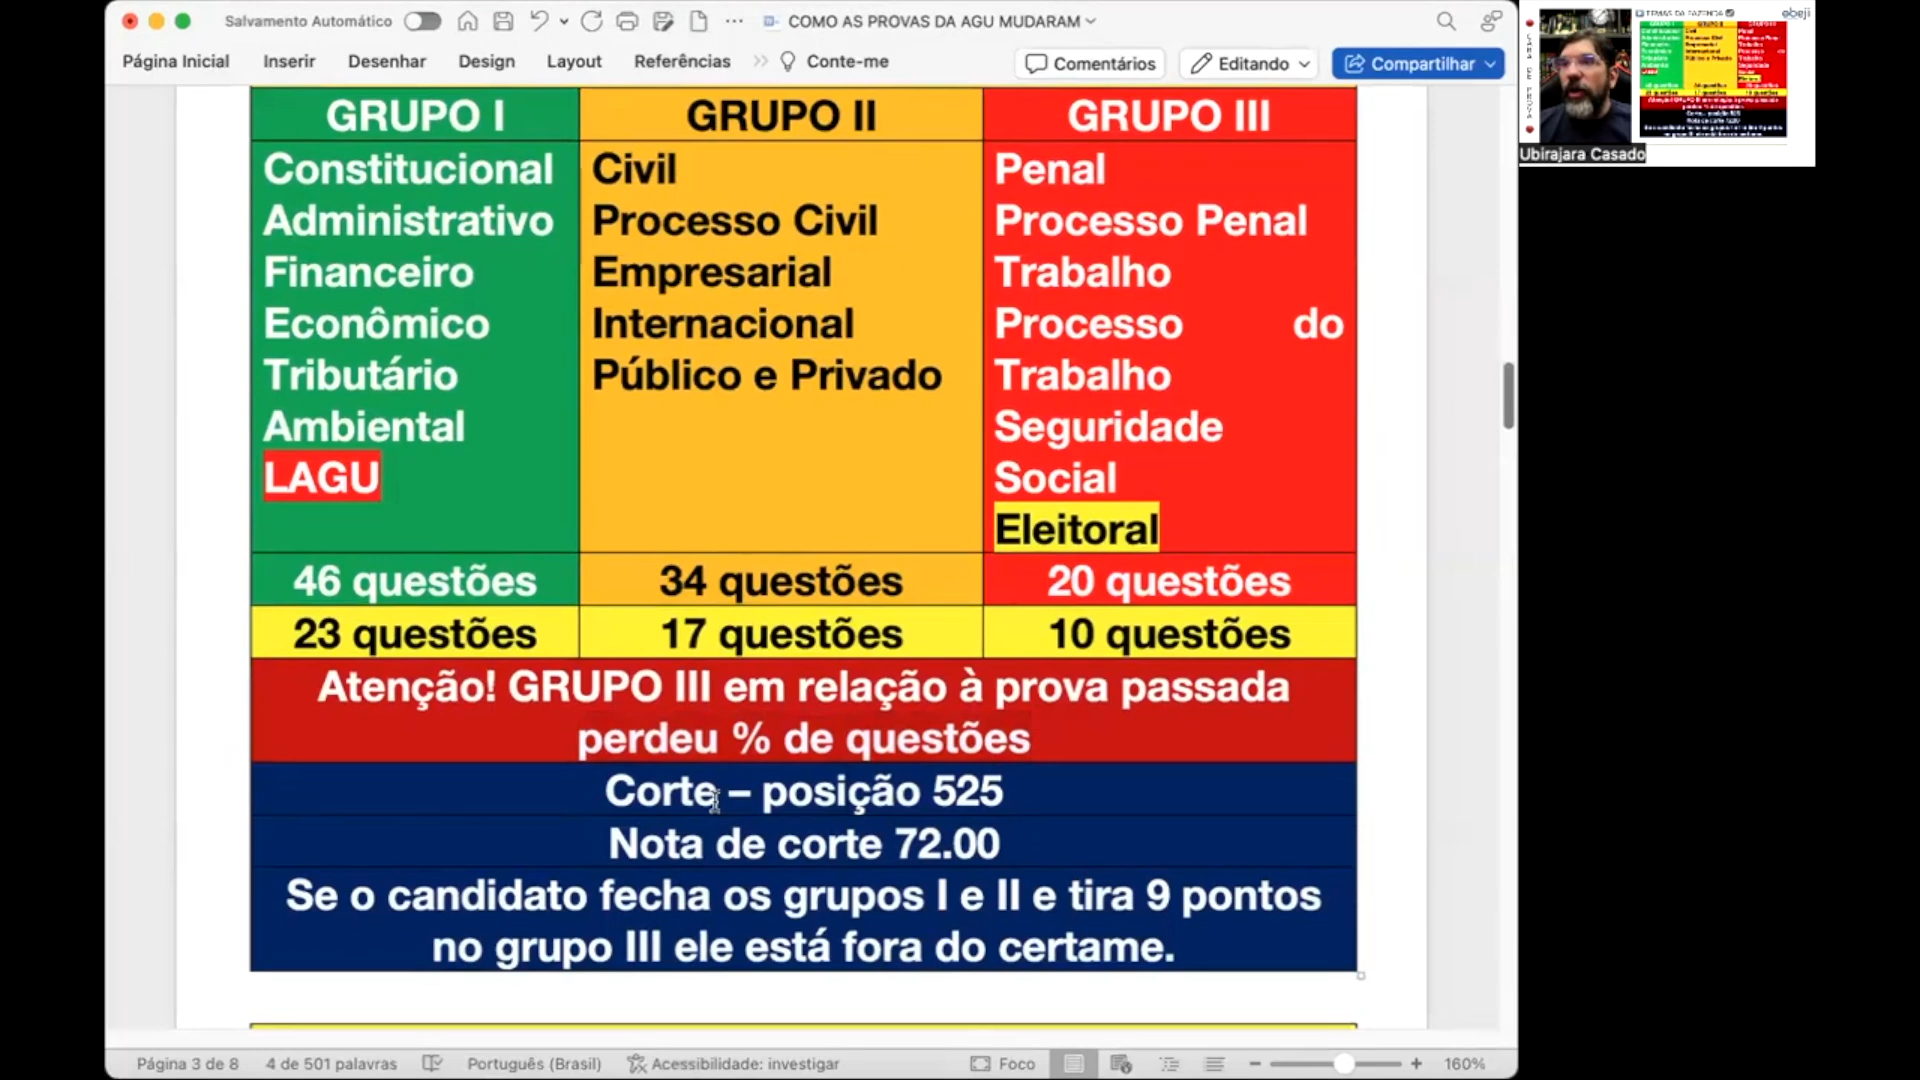 Salvamento Automático
COMO AS PROVAS DA AGU MUDARAM
Página Inicial Inserir Desenhar Design Layout Referências Conte-me Comentários Editando Compartilhar
GRUPO I GRUPO II GRUPO III
Constitucional
Administrativo
Financeiro
Econômico
Tributário
Ambiental
LAGU
Civil
Processo Civil
Empresarial
Internacional
Público e Privado
Penal
Processo Penal
Trabalho
Processo do
Trabalho
Seguridade
Social
Eleitoral
46 questões 34 questões 20 questões
23 questões 17 questões 10 questões
Atenção! GRUPO III em relação à prova passada
perdeu % de questões
Corte – posição 525
Nota de corte 72.00
Se o candidato fecha os grupos I e II e tira 9 pontos
no grupo III ele está fora do certame.
Página 3 de 8 4 de 501 palavras Português (Brasil) Acessibilidade: investigar Foco 160%
Ubirajara Casado
ebeji